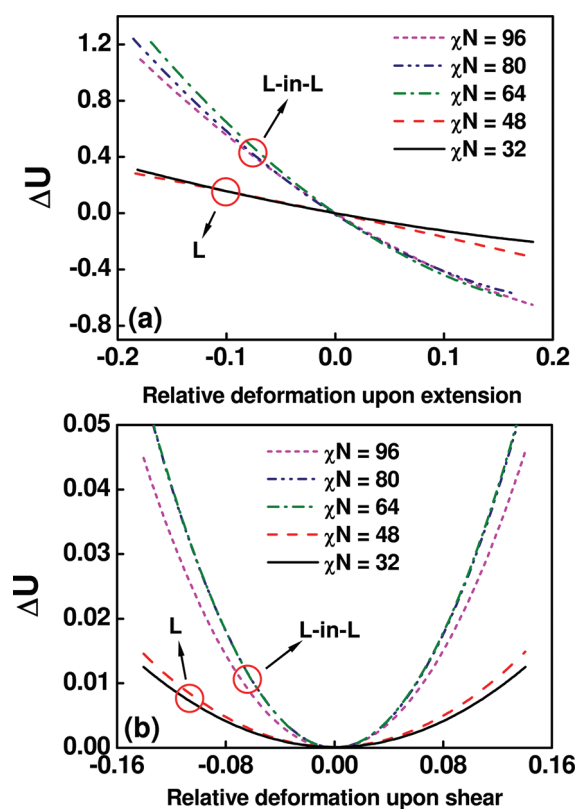 1.2
0.8
0.4
0.0
-0.4
-0.8
ΔU
χN = 96
χN = 80
χN = 64
χN = 48
χN = 32
L-in-L
L
(a)
-0.2 -0.1 0.0 0.1 0.2
Relative deformation upon extension
0.05
0.04
0.03
0.02
0.01
0.00
ΔU
χN = 96
χN = 80
χN = 64
χN = 48
χN = 32
L
L-in-L
(b)
-0.16 -0.08 0.00 0.08 0.16
Relative deformation upon shear